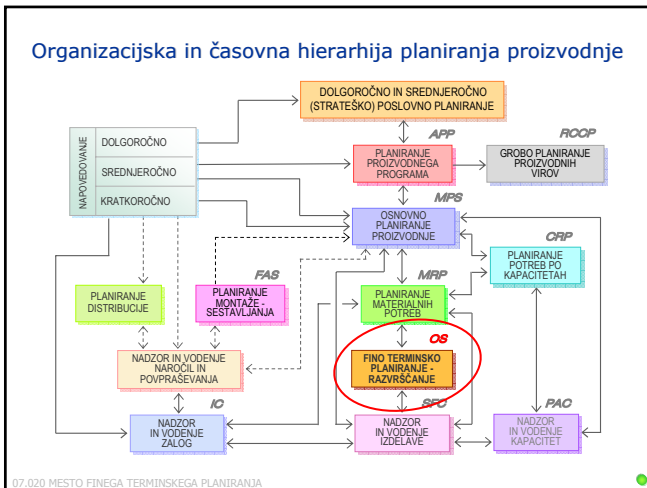 Organizacijska in časovna hierarhija planiranja proizvodnje
DOLGOROČNO IN SREDNJEROČNO
(STRATEŠKO) POSLOVNO PLANIRANJE
NAPOVEDOVANJE
DOLGOROČNO
SREDNJEROČNO
KRATKOROČNO
APP
PLANIRANJE
PROIZVODNEGA
PROGRAMA
RCCP
GROBO PLANIRANJE
PROIZVODNIH
VIROV
MPS
OSNOVNO
PLANIRANJE
PROIZVODNJE
CRP
PLANIRANJE
POTREB PO
KAPACITETAH
PLANIRANJE
DISTRIBUCIJE
FAS
PLANIRANJE
MONTAŽE -
SESTAVLJANJA
MRP
PLANIRANJE
MATERIALNIH
POTREB
OS
FINO TERMINSKO
PLANIRANJE -
RAZVRŠČANJE
NADZOR IN VODENJE
NAROČIL IN
POVPRAŠEVANJA
IC
NADZOR
IN VODENJE
ZALOG
SFC
NADZOR
IN VODENJE
IZDELAVE
PAC
NADZOR
IN VODENJE
KAPACITET
07.020 MESTO FINEGA TERMINSKEGA PLANIRANJA